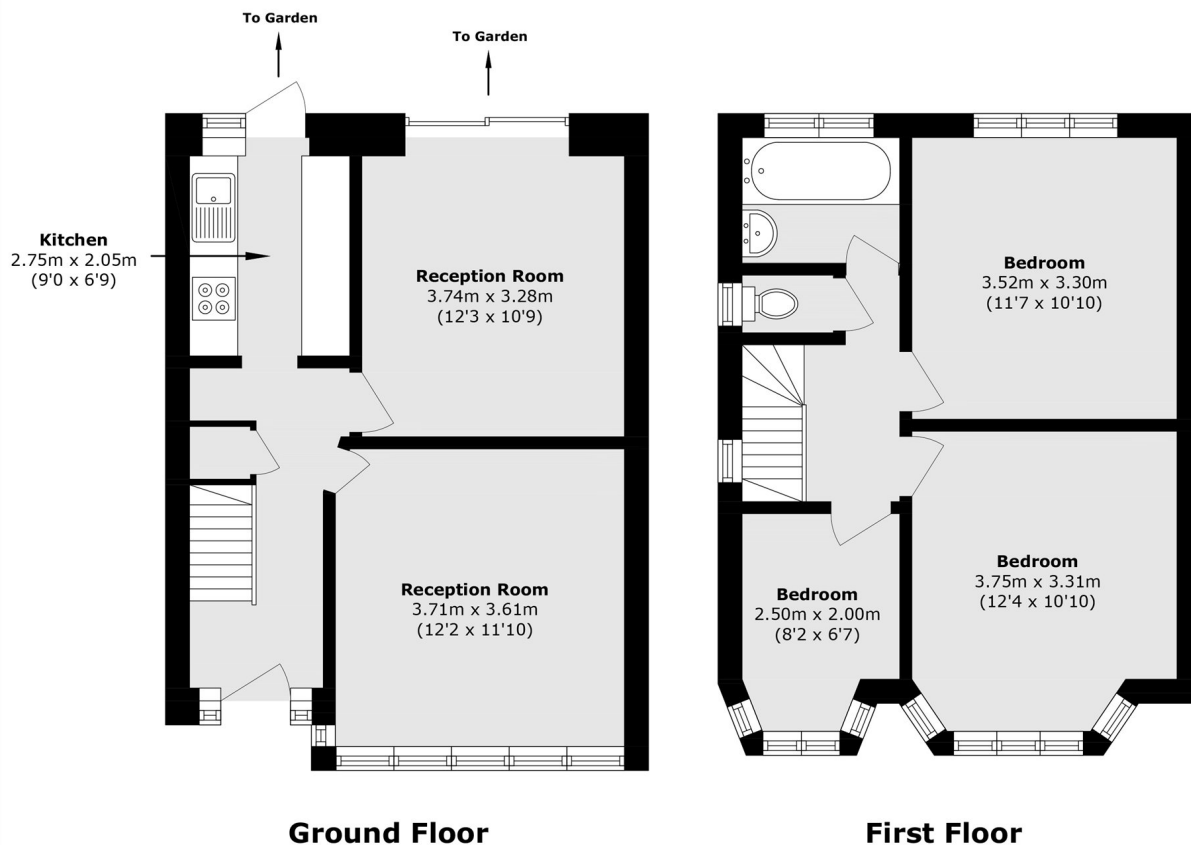 To Garden
To Garden
Kitchen
2.75m x 2.05m
(9'0 x 6'9)
Reception Room
3.74m x 3.28m
(12'3 x 10'9)
Reception Room
3.71m x 3.61m
(12'2 x 11'10)
Ground Floor
Bedroom
3.52m x 3.30m
(11'7 x 10'10)
Bedroom
3.75m x 3.31m
(12'4 x 10'10)
Bedroom
2.50m x 2.00m
(8'2 x 6'7)
First Floor